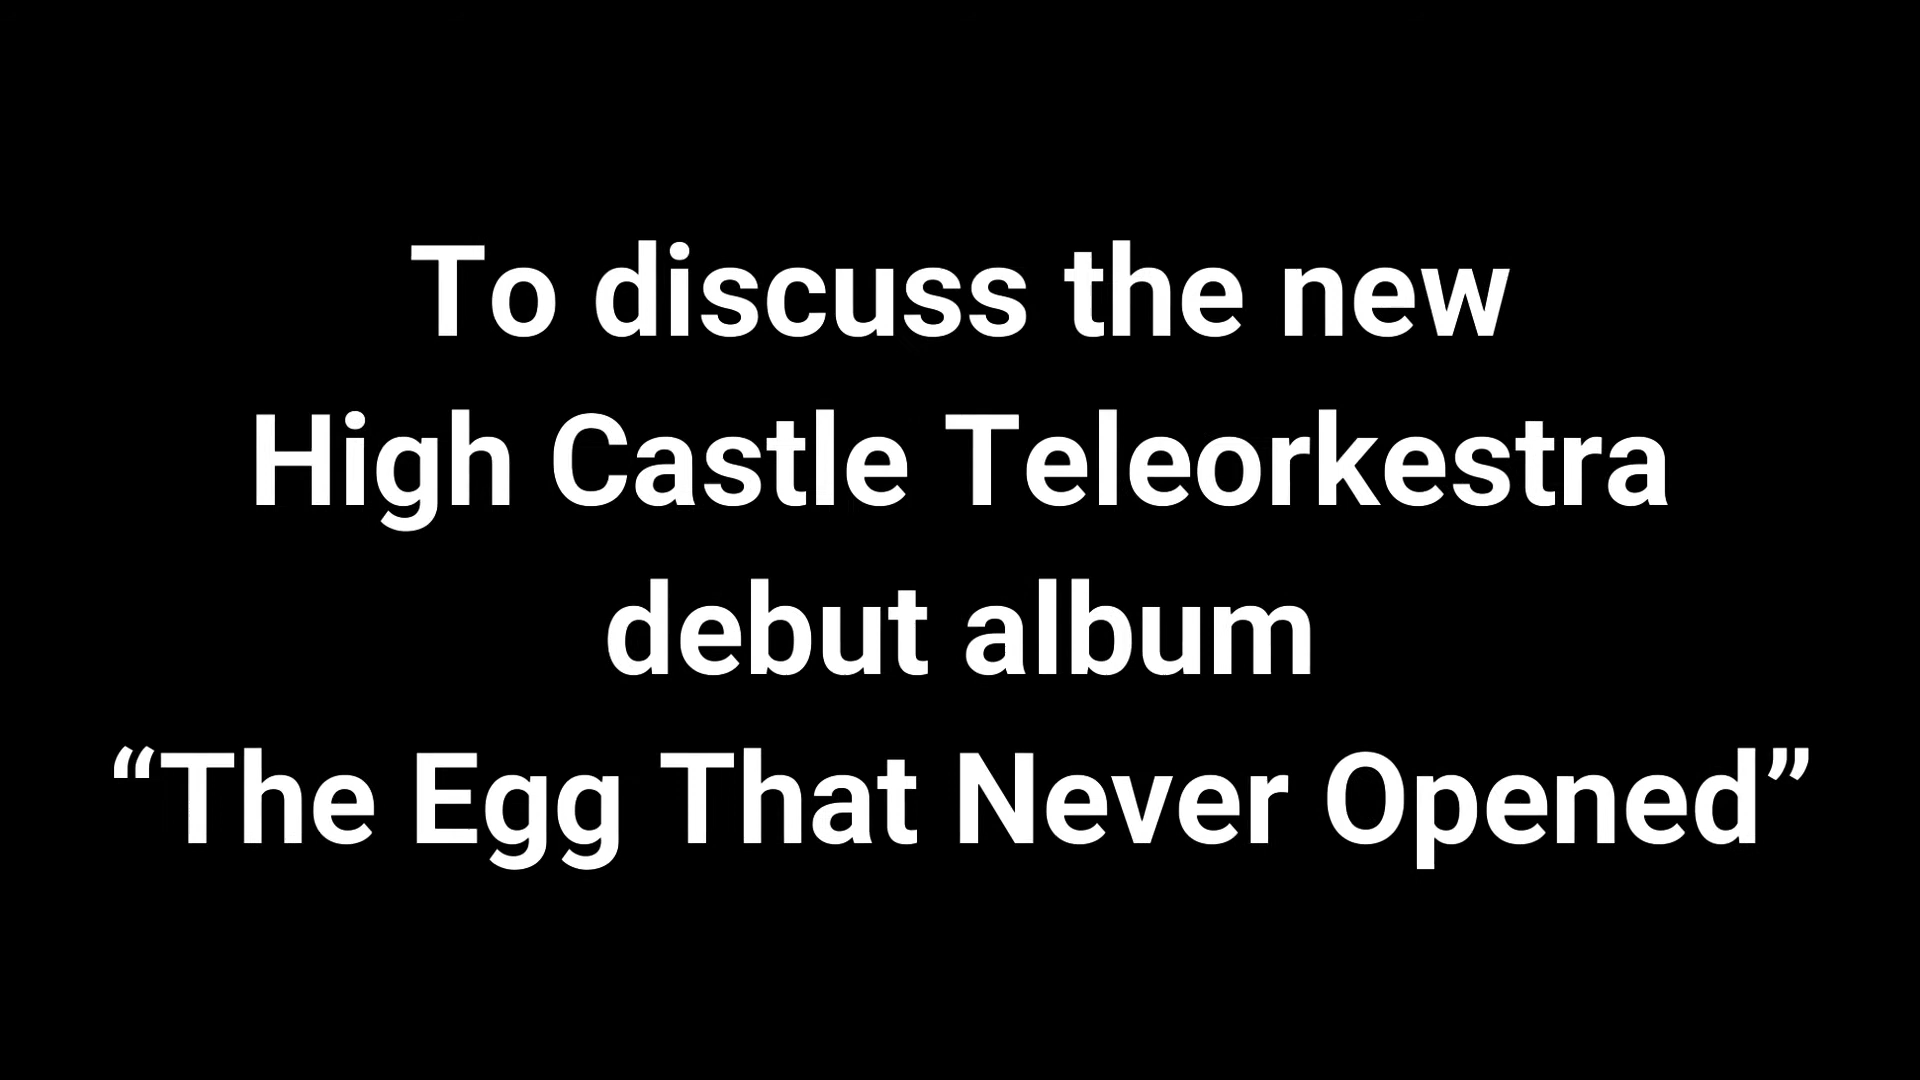 To discuss the new
High Castle Teleorkestra
debut album
“The Egg That Never Opened”